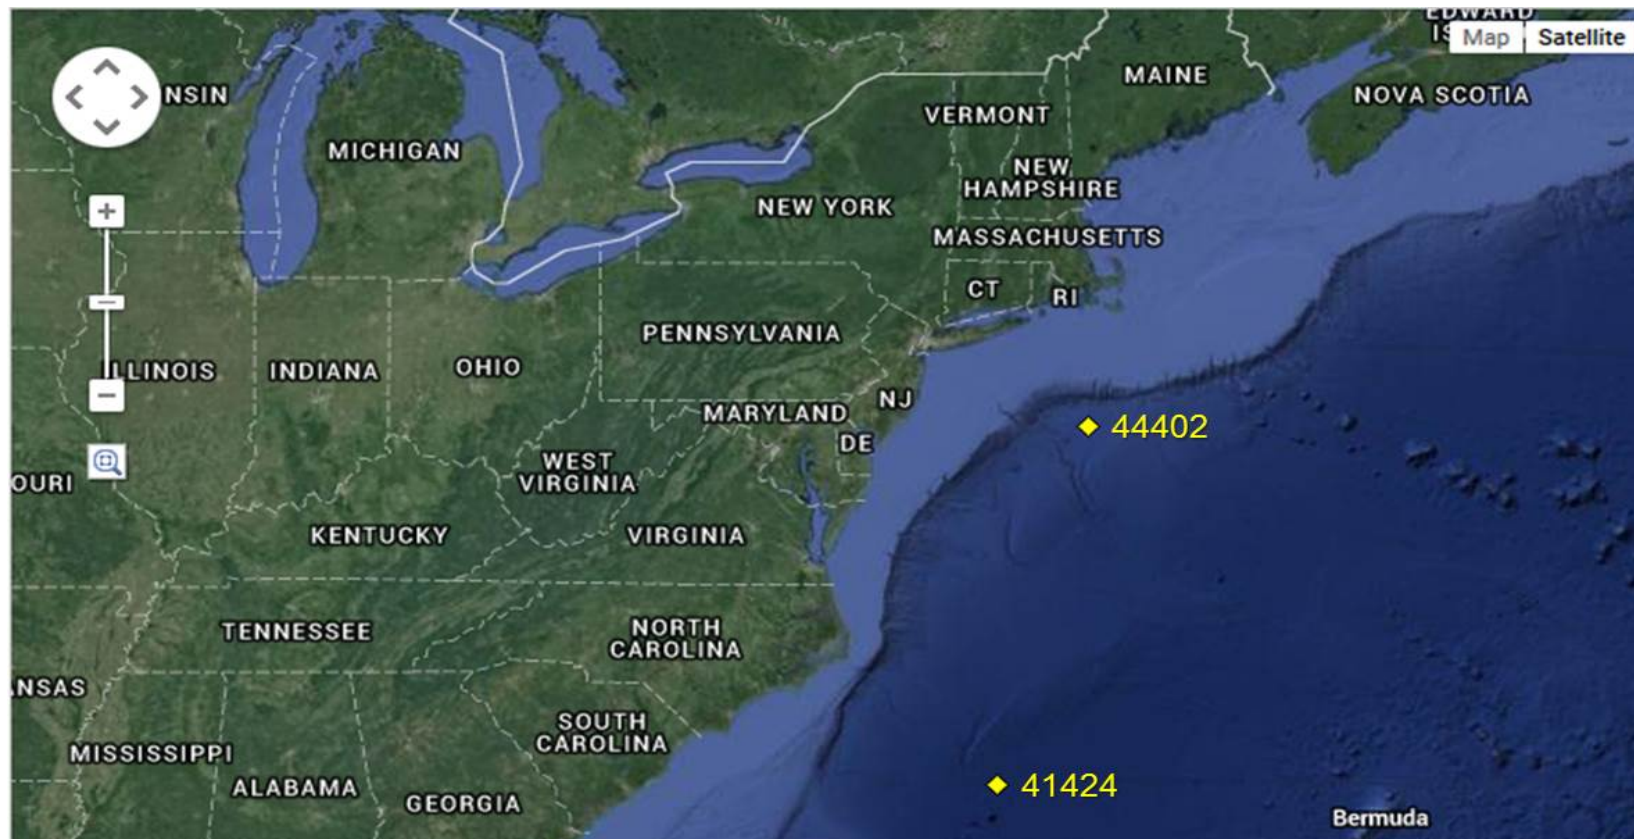 EDWARD
IS
Map
Satellite
NSIN
MAINE
NOVA SCOTIA
VERMONT
MICHIGAN
NEW
HAMPSHIRE
NEW YORK
MASSACHUSETTS
CT
RI
PENNSYLVANIA
ILLINOIS
INDIANA
OHIO
NJ
MARYLAND
44402
DE
WEST
VIRGINIA
OURI
KENTUCKY
VIRGINIA
TENNESSEE
NORTH
CAROLINA
ANSAS
SOUTH
CAROLINA
MISSISSIPPI
ALABAMA
GEORGIA
41424
Bermuda